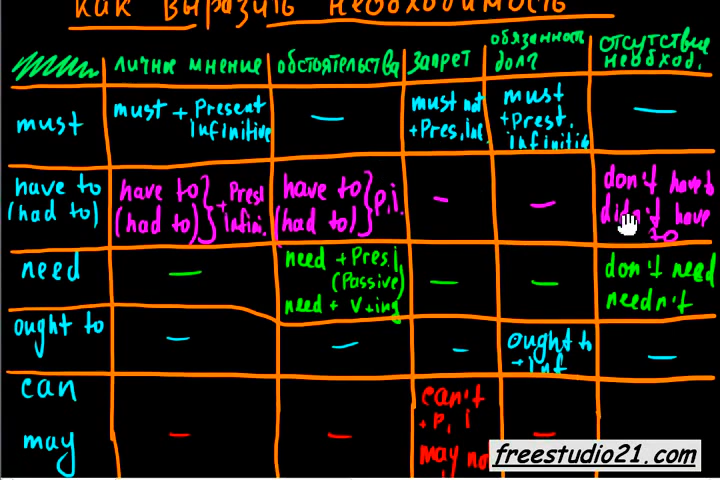 как выразить необходимость
личное мнение обстоятельства запрет обязанность долг отсутствие необход.
must
must + Present
Infinitive
—
must not
+ Pres. inf.
must
+ Prest.
infinitive
—
have to
(had to)
have to
(had to)
+ Prest
infini.
have to
(had to)
p.i.
—
—
don't have to
didn't have
to
need
—
need + Pres. i.
(Passive)
need + V+ing
—
—
don't need
needn't
ought to
—
—
—
ought to
+ inf
—
can
may
—
—
can't
+ p. i
may no
—
freestudio21.com